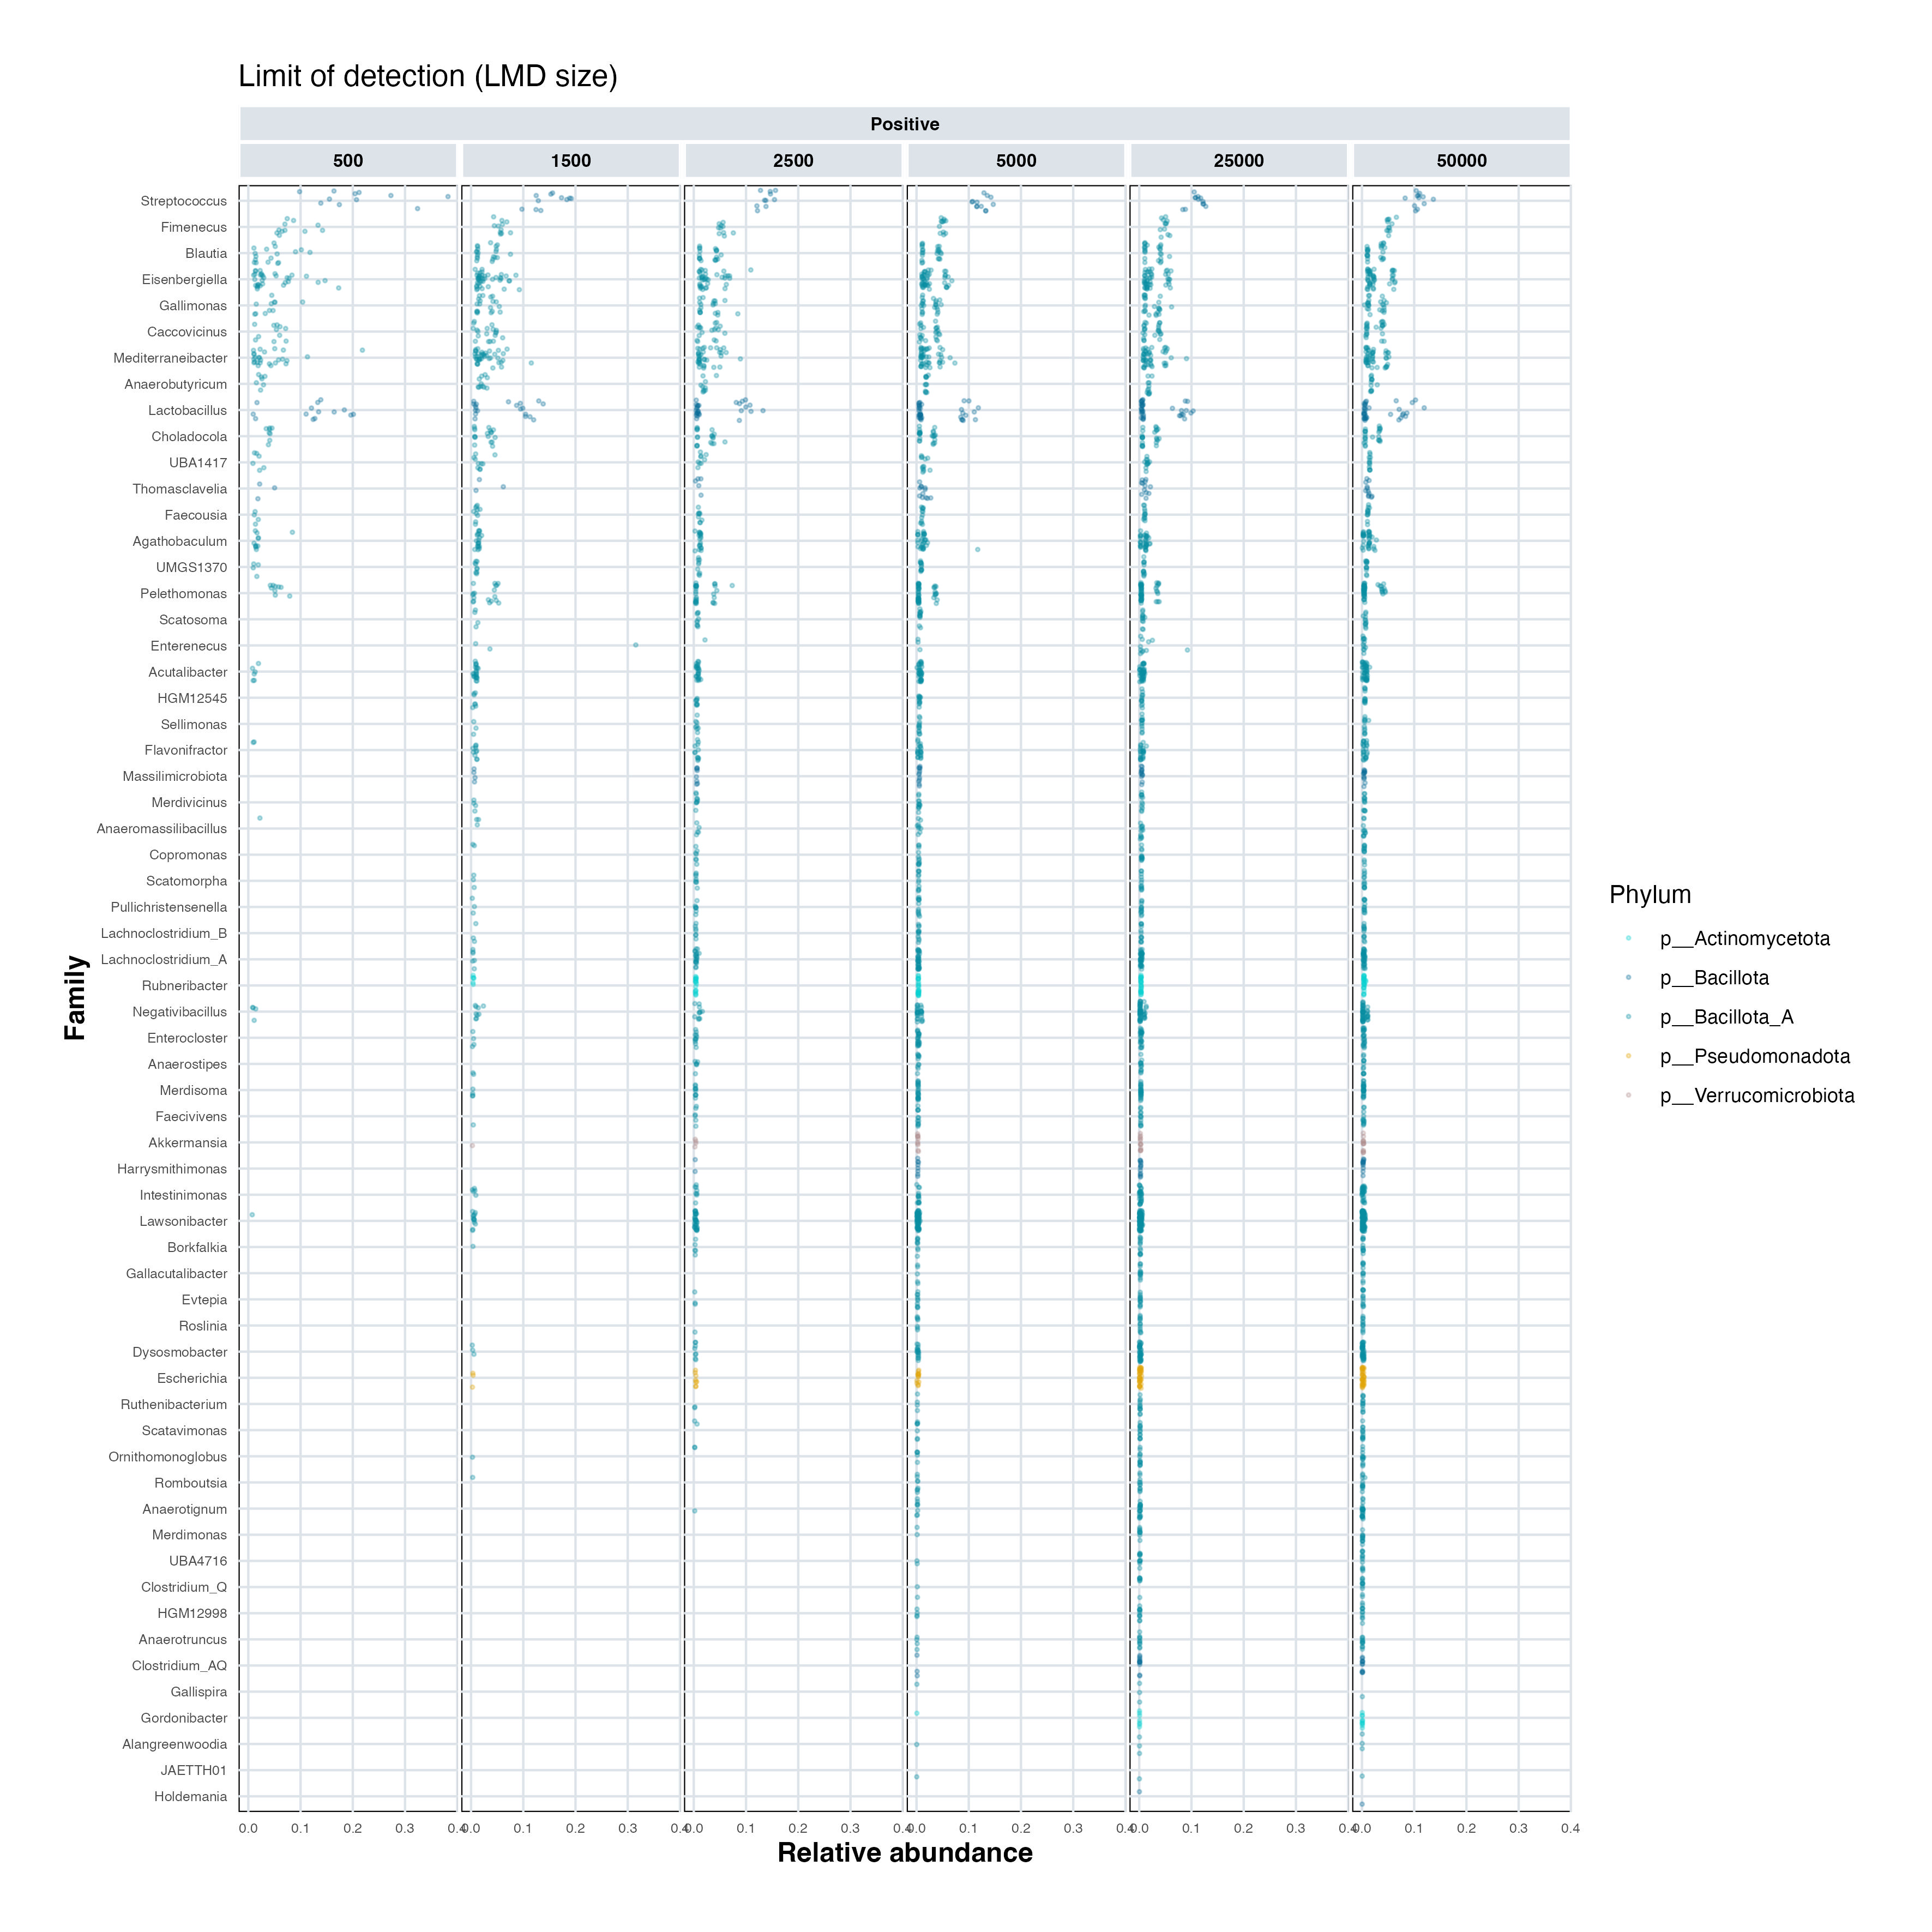 Limit of detection (LMD size)
Positive
500 1500 2500 5000 25000 50000
Streptococcus
Fimenecus
Blautia
Eisenbergiella
Gallimonas
Caccovicinus
Mediterraneibacter
Anaerobutyricum
Lactobacillus
Choladocola
UBA1417
Thomasclavelia
Faecousia
Agathobaculum
UMGS1370
Pelethomonas
Scatosoma
Enterenecus
Acutalibacter
HGM12545
Sellimonas
Flavonifractor
Massilimicrobiota
Merdivicinus
Anaeromassilibacillus
Copromonas
Scatomorpha
Pullichristensenella
Lachnoclostridium_B
Lachnoclostridium_A
Rubneribacter
Negativibacillus
Enterocloster
Anaerostipes
Merdisoma
Faecivivens
Akkermansia
Harrysmithimonas
Intestinimonas
Lawsonibacter
Borkfalkia
Gallacutalibacter
Evtepia
Roslinia
Dysosmobacter
Escherichia
Ruthenibacterium
Scatavimonas
Ornithomonoglobus
Romboutsia
Anaerotignum
Merdimonas
UBA4716
Clostridium_Q
HGM12998
Anaerotruncus
Clostridium_AQ
Gallispira
Gordonibacter
Alangreenwoodia
JAETTH01
Holdemania
Family
0.0 0.1 0.2 0.3 0.4 0.0 0.1 0.2 0.3 0.4 0.0 0.1 0.2 0.3 0.4 0.0 0.1 0.2 0.3 0.4 0.0 0.1 0.2 0.3 0.4 0.0 0.1 0.2 0.3 0.4
Relative abundance
Phylum
p__Actinomycetota
p__Bacillota
p__Bacillota_A
p__Pseudomonadota
p__Verrucomicrobiota